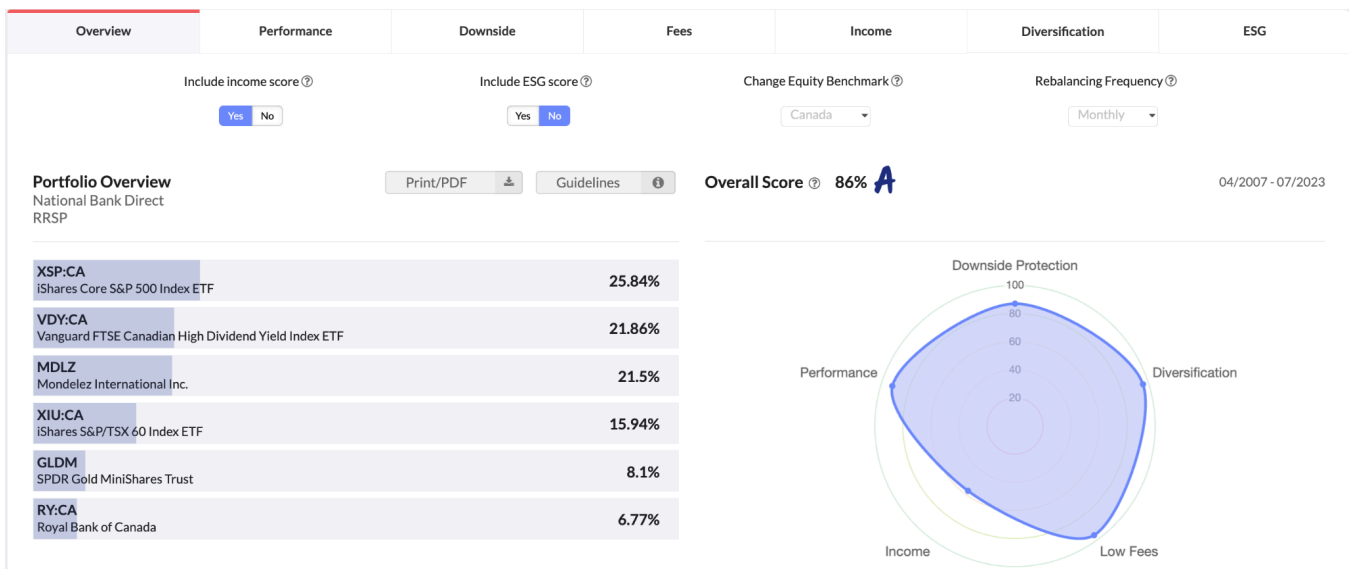 Overview Performance Downside Fees Income Diversification ESG
Include income score ? Include ESG score ? Change Equity Benchmark ? Rebalancing Frequency ?
Yes No Yes No Canada Monthly
Portfolio Overview Print/PDF Guidelines Overall Score ? 86% A 04/2007 - 07/2023
National Bank Direct
RRSP
XSP:CA
iShares Core S&P 500 Index ETF
25.84%
VDY:CA
Vanguard FTSE Canadian High Dividend Yield Index ETF
21.86%
MDLZ
Mondelez International Inc.
21.5%
XIU:CA
iShares S&P/TSX 60 Index ETF
15.94%
GLDM
SPDR Gold MiniShares Trust
8.1%
RY:CA
Royal Bank of Canada
6.77%
Downside Protection
100
80
60
40
20
Performance
Diversification
Income
Low Fees